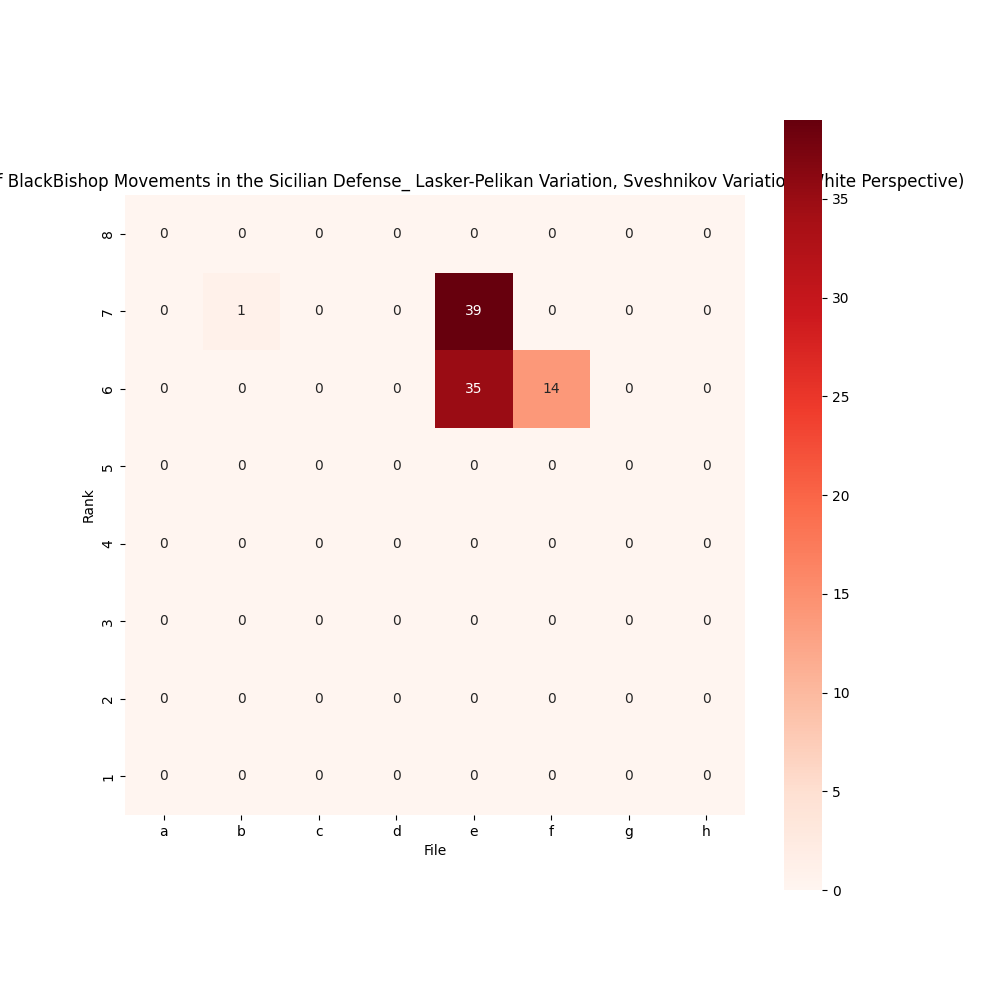 f BlackBishop Movements in the Sicilian Defense_ Lasker-Pelikan Variation, Sveshnikov Variatio hite Perspective)
8 0 0 0 0 0 0 0 0
7 0 1 0 0 39 0 0 0
6 0 0 0 0 35 14 0 0
5 0 0 0 0 0 0 0 0
Rank
4 0 0 0 0 0 0 0 0
3 0 0 0 0 0 0 0 0
2 0 0 0 0 0 0 0 0
1 0 0 0 0 0 0 0 0
a b c d e f g h
File
35
30
25
20
15
10
5
0